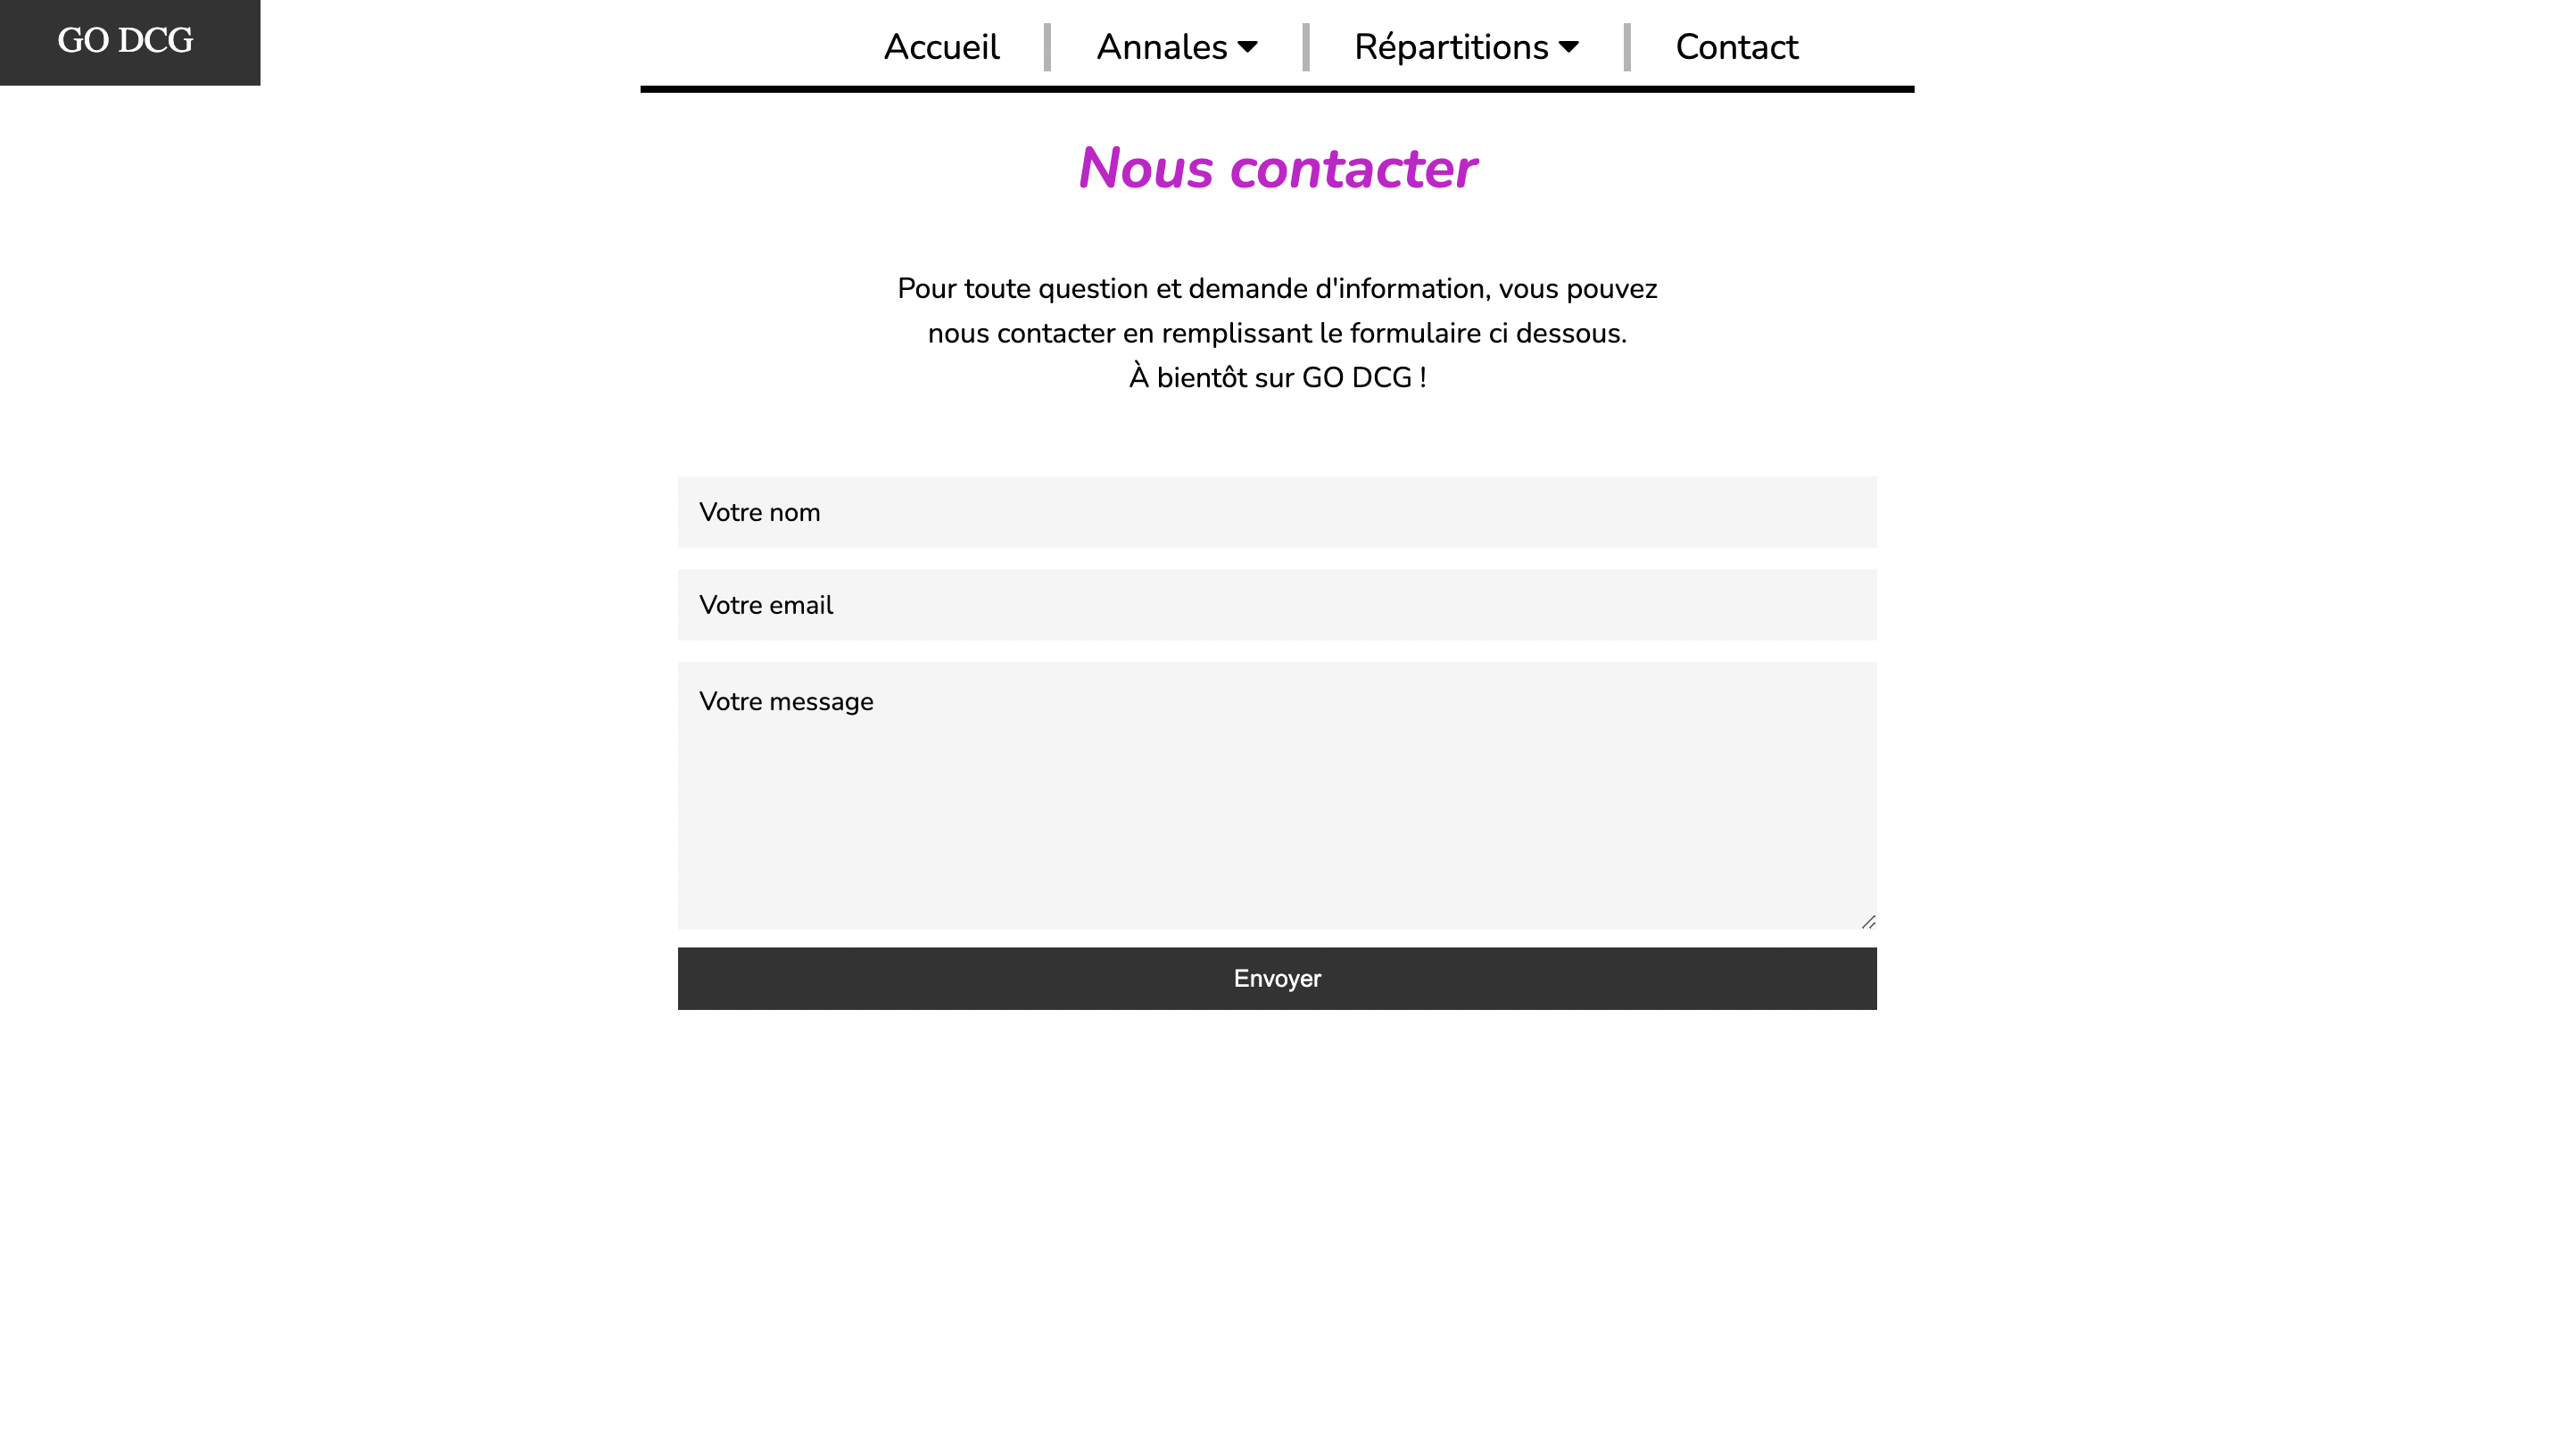 GO DCG
Accueil
Annales
Répartitions
Contact
Nous contacter
Pour toute question et demande d'information, vous pouvez
nous contacter en remplissant le formulaire ci dessous.
À bientôt sur GO DCG !
Votre nom
Votre email
Votre message
Envoyer